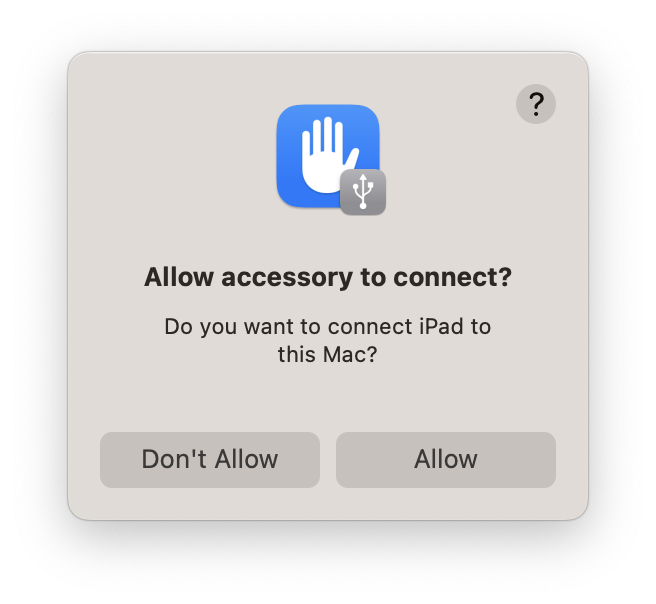 ?
Allow accessory to connect?
Do you want to connect iPad to
this Mac?
Don't Allow
Allow